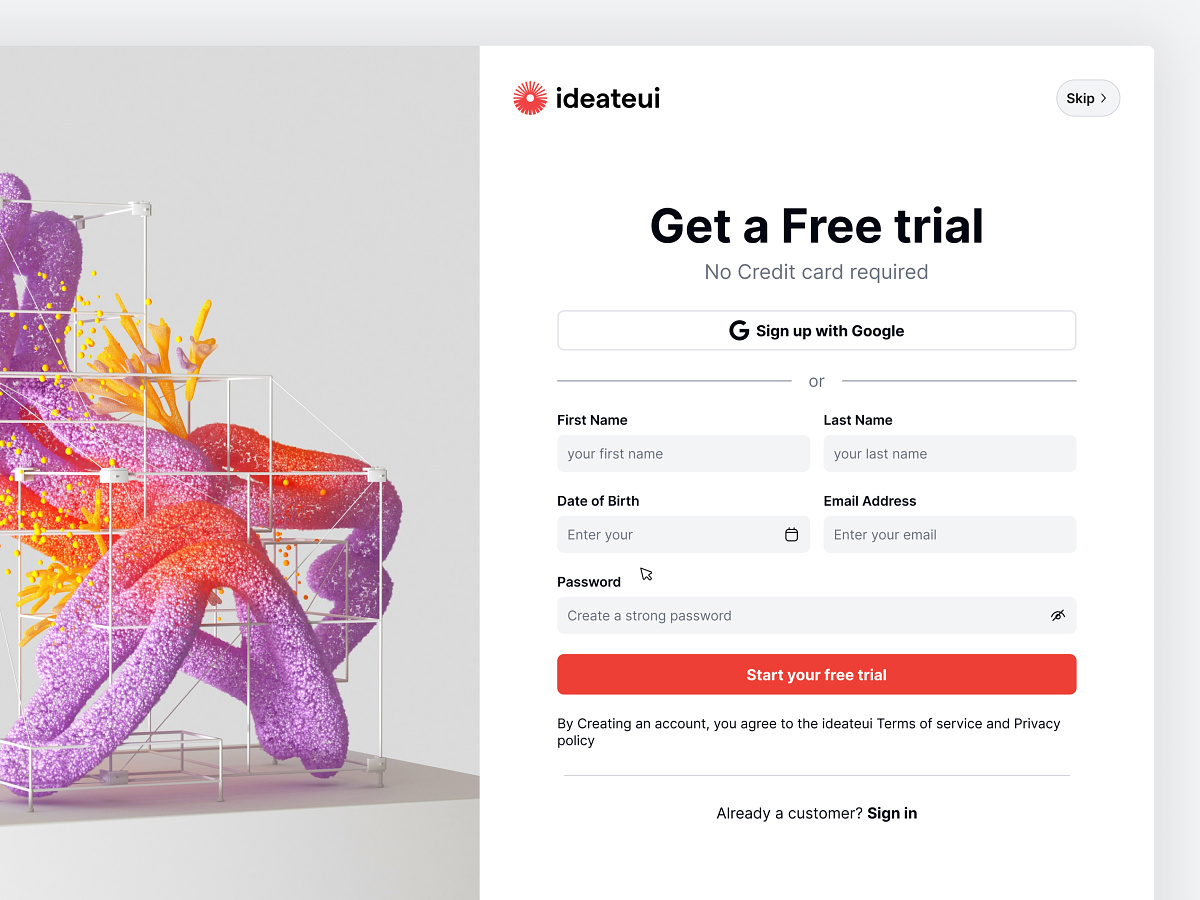 ideateui
Skip
Get a Free trial
No Credit card required
Sign up with Google
or
First Name
Last Name
your first name
your last name
Date of Birth
Email Address
Enter your
Enter your email
Password
Create a strong password
Start your free trial
By Creating an account, you agree to the ideateui Terms of service and Privacy
policy
Already a customer? Sign in